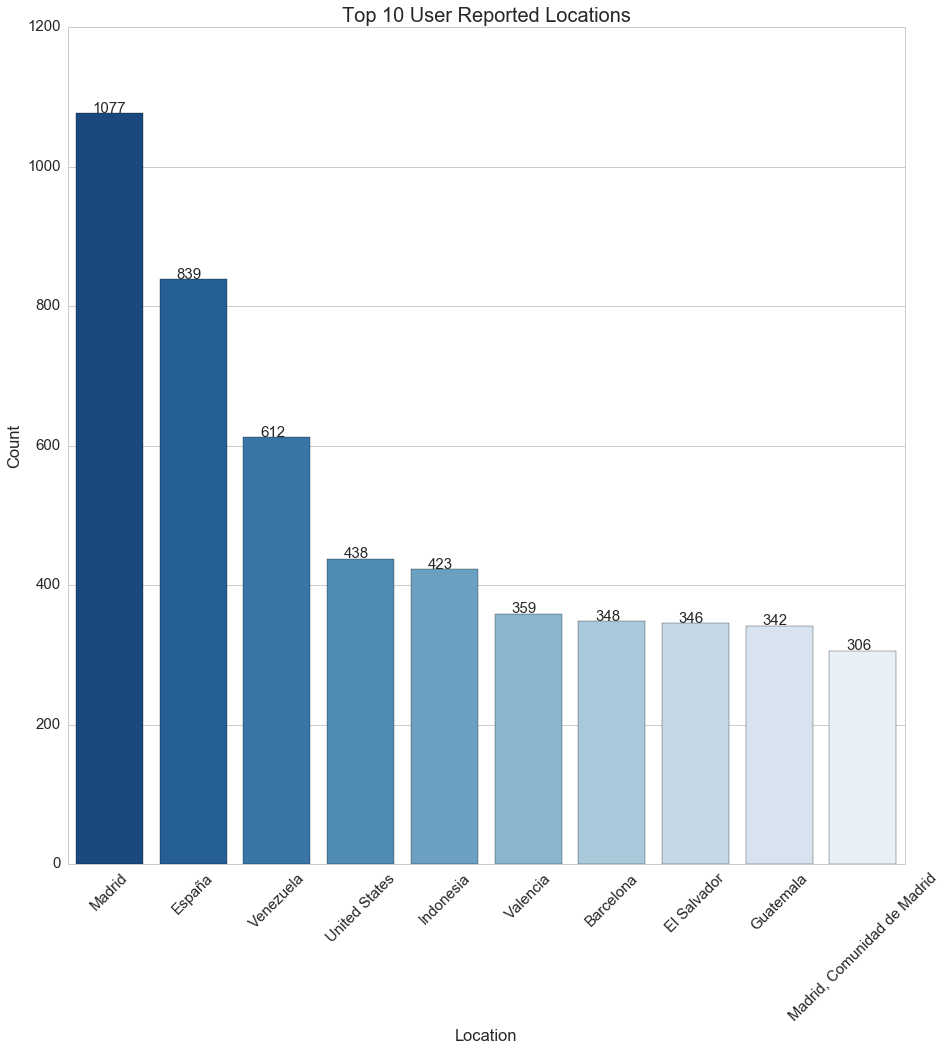 Top 10 User Reported Locations
1200
1000
800
600
400
200
0
Count
1077
839
612
438
423
359
348
346
342
306
Madrid
España
Venezuela
United States
Indonesia
Valencia
Barcelona
El Salvador
Guatemala
Madrid, Comunidad de Madrid
Location